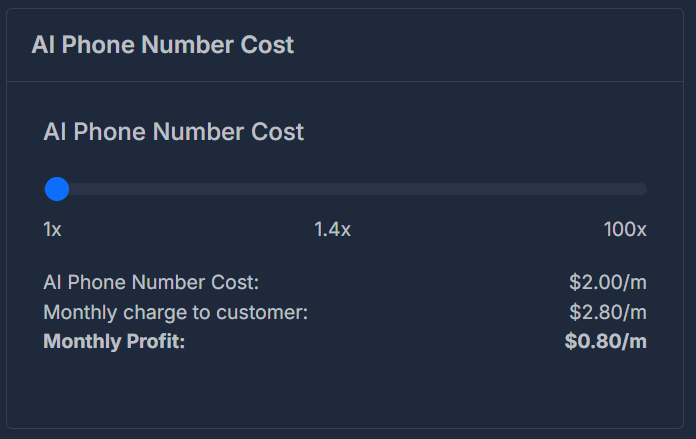 AI Phone Number Cost
AI Phone Number Cost
1x 1.4x 100x
AI Phone Number Cost: $2.00/m
Monthly charge to customer: $2.80/m
Monthly Profit: $0.80/m